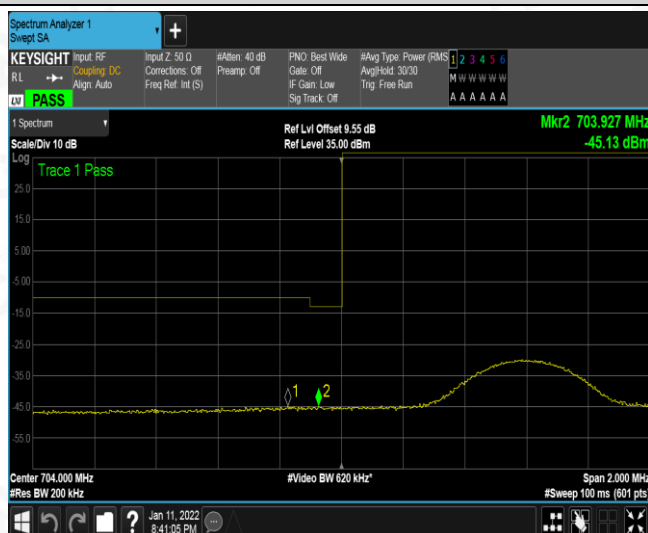 Spectrum Analyzer 1
Swept SA
+
KEYSIGHT
RL
LXI PASS
Input: RF
Coupling: DC
Align: Auto
Input Z: 50 Ω
Corrections: Off
Freq Ref: Int (S)
#Atten: 40 dB
Preamp: Off
PNO: Best Wide
Gate: Off
IF Gain: Low
Sig Track: Off
#Avg Type: Power (RMS
Avg|Hold: 30/30
Trig: Free Run
1 2 3 4 5 6
M W W W W W
A A A A A A
1 Spectrum
Scale/Div 10 dB
Ref Lvl Offset 9.55 dB
Ref Level 35.00 dBm
Mkr2 703.927 MHz
-45.13 dBm
Log
Trace 1 Pass
25.0
15.0
5.00
-5.00
-15.0
-25.0
-35.0
-45.0
-55.0
1
2
Center 704.000 MHz
#Res BW 200 kHz
#Video BW 620 kHz*
Span 2.000 MHz
#Sweep 100 ms (601 pts)
?
Jan 11, 2022
8:41:05 PM